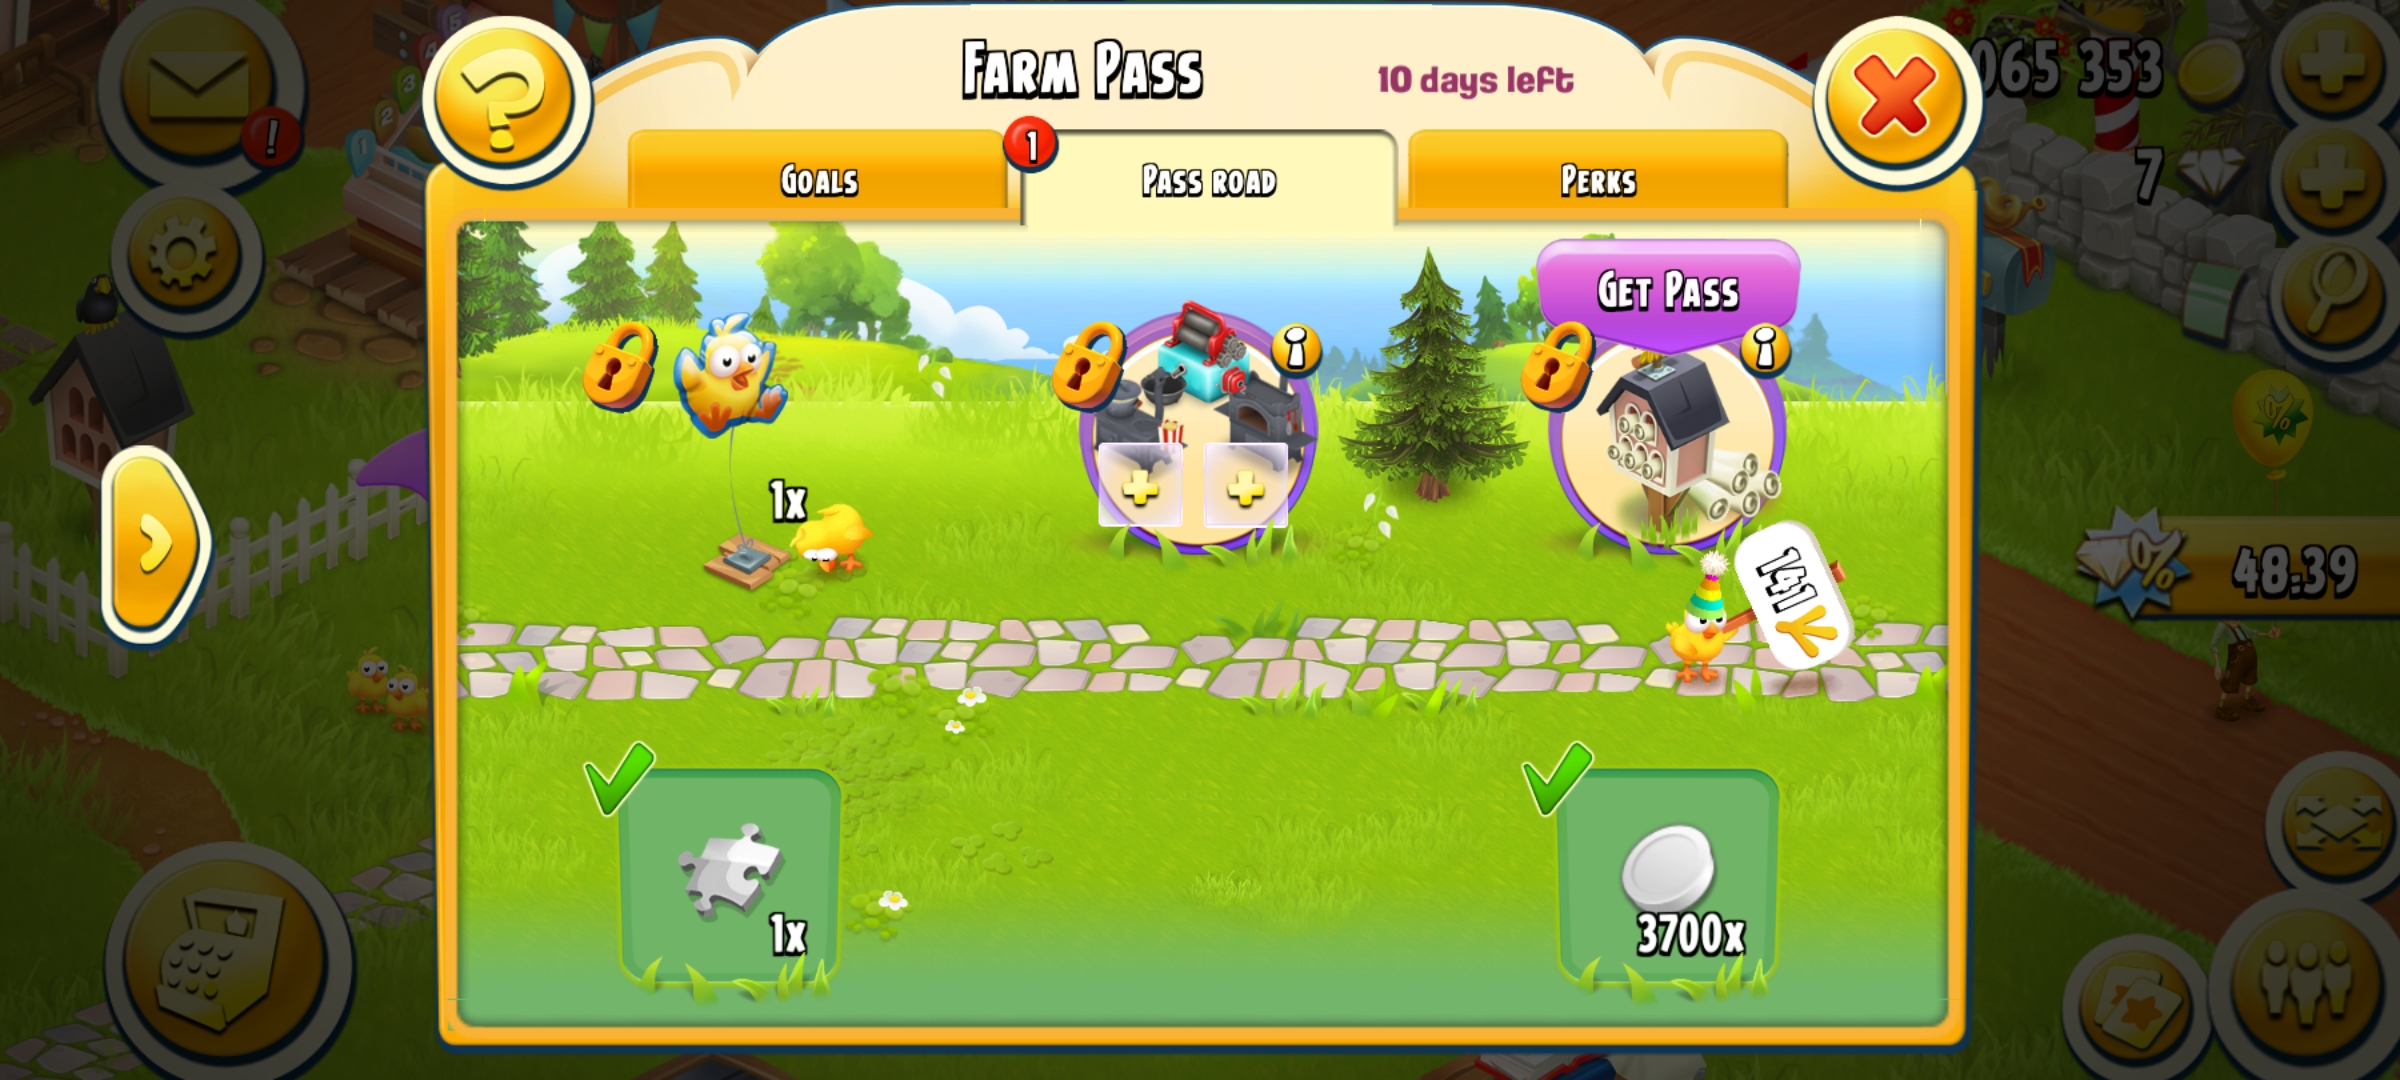 FARM PASS
10 days left
065 353
7
GOALS
1
PASS ROAD
PERKS
GET PASS
1x
141
48:39
1x
3700x